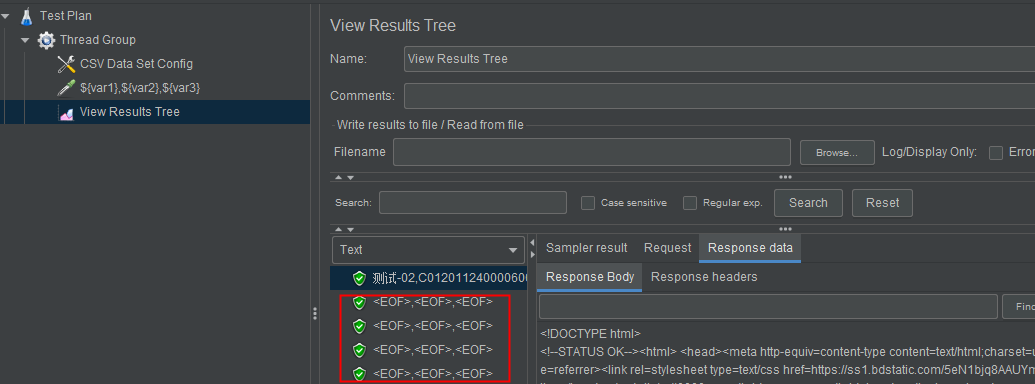 Test Plan
Thread Group
CSV Data Set Config
${var1},${var2},${var3}
View Results Tree
View Results Tree
Name: View Results Tree
Comments:
Write results to file / Read from file
Filename Browse... Log/Display Only: Error
Search: Case sensitive Regular exp. Search Reset
Text
测试-02,C0120112400006
<EOF>,<EOF>,<EOF>
<EOF>,<EOF>,<EOF>
<EOF>,<EOF>,<EOF>
<EOF>,<EOF>,<EOF>
Sampler result Request Response data
Response Body Response headers
Find
<!DOCTYPE html>
<!--STATUS OK--><html> <head><meta http-equiv=content-type content=text/html;charset=u
e=referrer><link rel=stylesheet type=text/css href=https://ss1.bdstatic.com/5eN1bjq8AAUYm